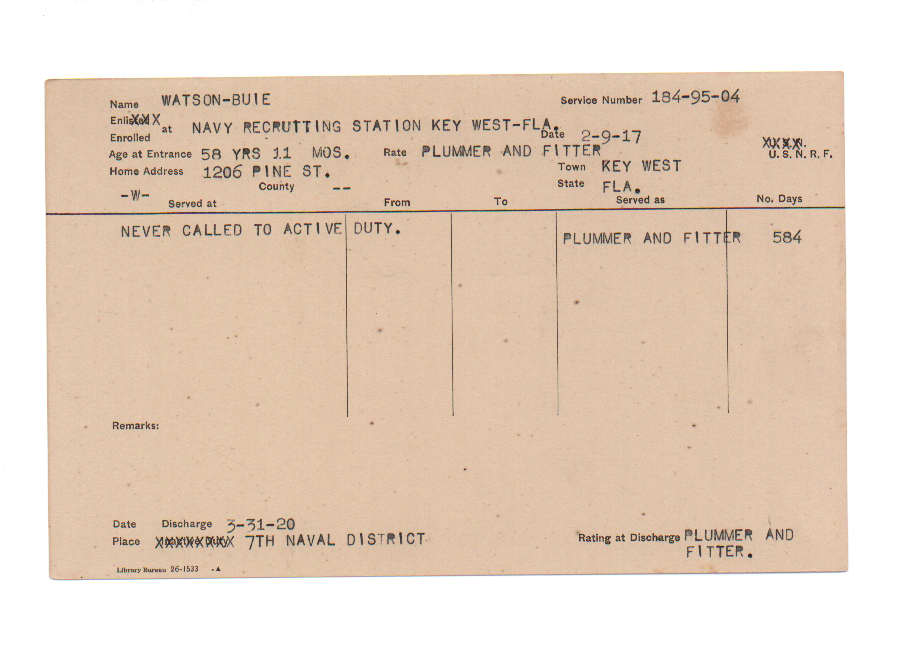 Name WATSON-BUIE Service Number 184-95-04
Enlisted XXX
Enrolled at NAVY RECRUTTING STATION KEY WEST-FLA. Date 2-9-17
Age at Entrance 58 YRS 11 MOS. Rate PLUMMER AND FITTER XXXX. U. S. N. R. F.
Home Address 1206 PINE ST. Town KEY WEST
County -- State FLA.
-W- Served at From To Served as No. Days
NEVER CALLED TO ACTIVE DUTY. PLUMMER AND FITTER 584
Remarks:
Date Discharge 3-31-20
Place XXXXXXXX 7TH NAVAL DISTRICT Rating at Discharge PLUMMER AND
FITTER.
Library Bureau 26-1533